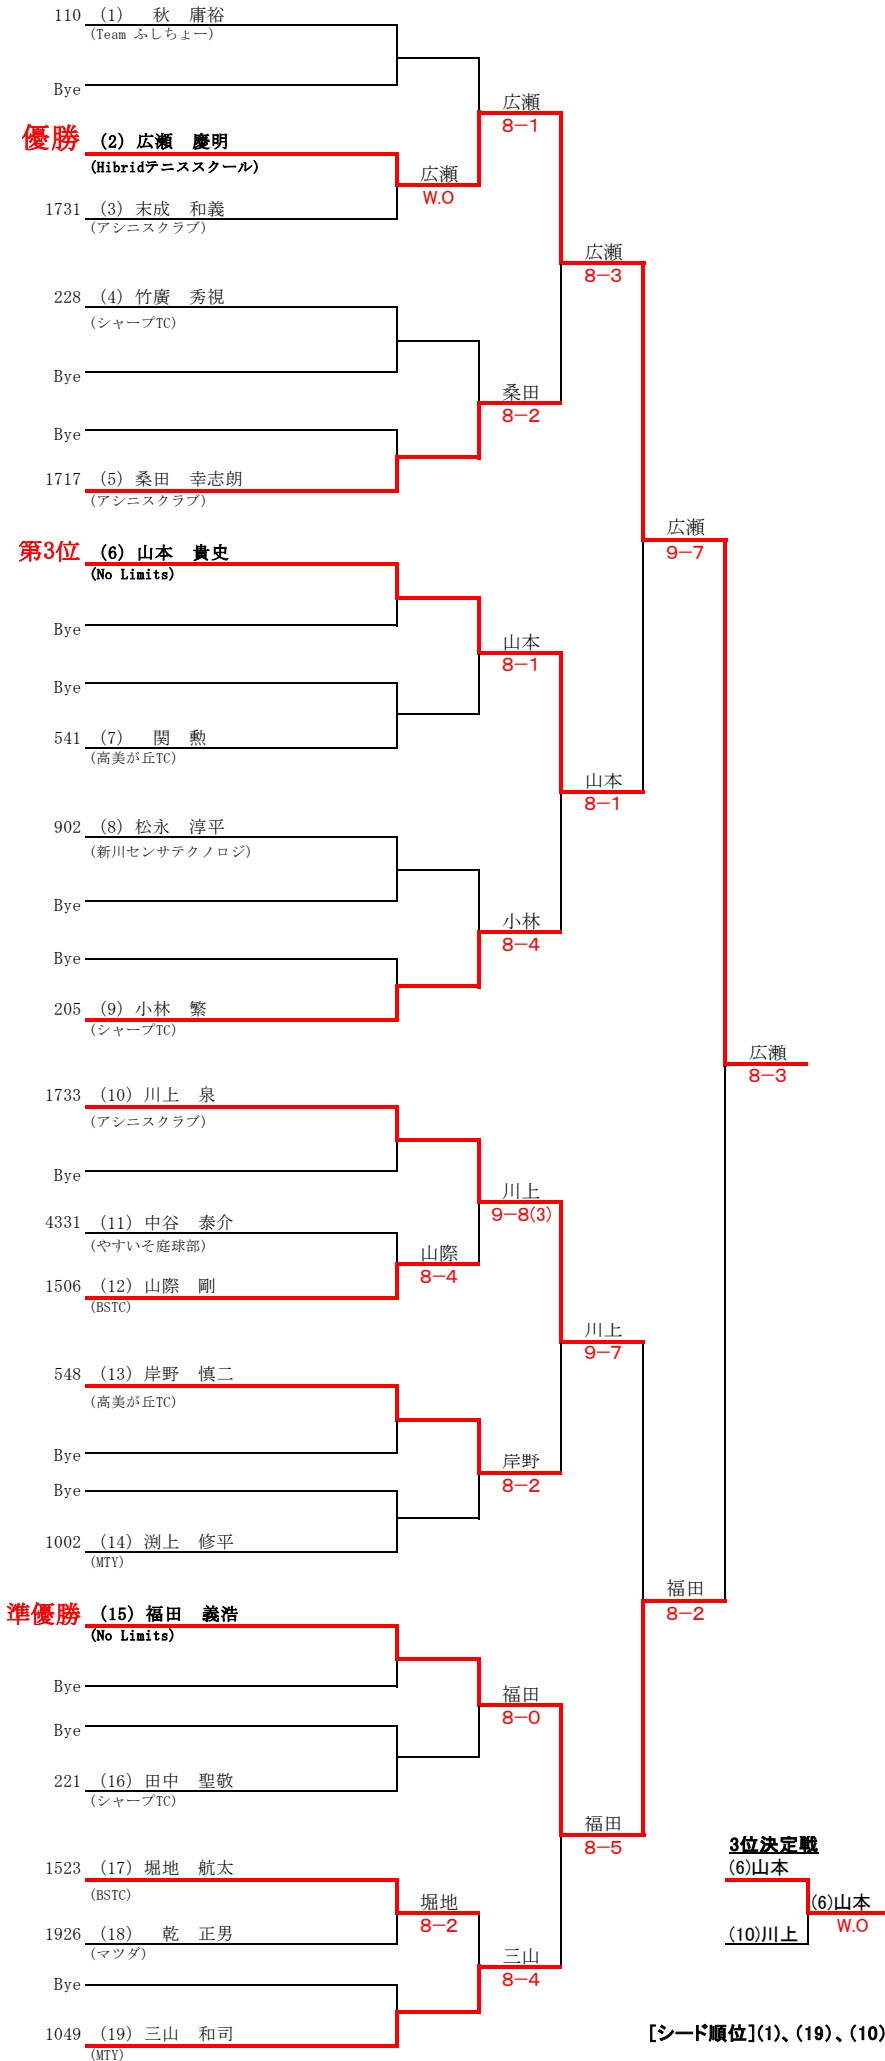 110 (1)　秋　庸裕
(Team ふしちょー)
Bye
広瀬
8－1
優勝 (2) 広瀬　慶明
(Hibridテニススクール)
広瀬
W.O
1731 (3) 末成　和義
(アシニスクラブ)
広瀬
8－3
228 (4) 竹廣　秀視
(シャープTC)
Bye
桑田
8－2
Bye
1717 (5) 桑田　幸志朗
(アシニスクラブ)
広瀬
9－7
第3位 (6) 山本　貴史
(No Limits)
Bye
山本
8－1
Bye
541 (7)　関　勲
(高美が丘TC)
山本
8－1
902 (8) 松永　淳平
(新川センサテクノロジ)
Bye
小林
8－4
Bye
205 (9) 小林　繁
(シャープTC)
広瀬
8－3
1733 (10) 川上　泉
(アシニスクラブ)
Bye
川上
9－8(3)
4331 (11) 中谷　泰介
(やすいそ庭球部)
山際
8－4
1506 (12) 山際　剛
(BSTC)
川上
9－7
548 (13) 岸野　慎二
(高美が丘TC)
Bye
岸野
8－2
Bye
1002 (14) 渕上　修平
(MTY)
福田
8－2
準優勝 (15) 福田　義浩
(No Limits)
Bye
福田
8－0
Bye
221 (16) 田中　聖敬
(シャープTC)
福田
8－5
3位決定戦
(6)山本
1523 (17) 堀地　航太
(BSTC)
堀地
8－2
(6)山本
W.O
1926 (18)　乾　正男
(マツダ)
(10)川上
三山
8－4
Bye
1049 (19) 三山　和司
(MTY)
[シード順位](1)、(19)、(10)